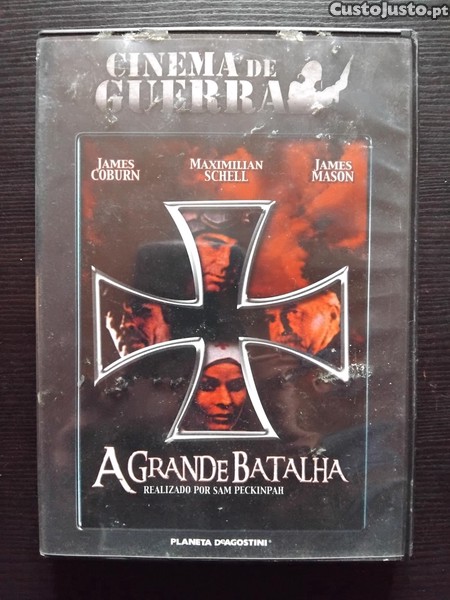 CustoJusto.pt
CINEMA DE
GUERRA
JAMES
COBURN
MAXIMILIAN
SCHELL
JAMES
MASON
A GRANDE BATALHA
REALIZADO POR SAM PECKINPAH
PLANETA DEAGOSTINI